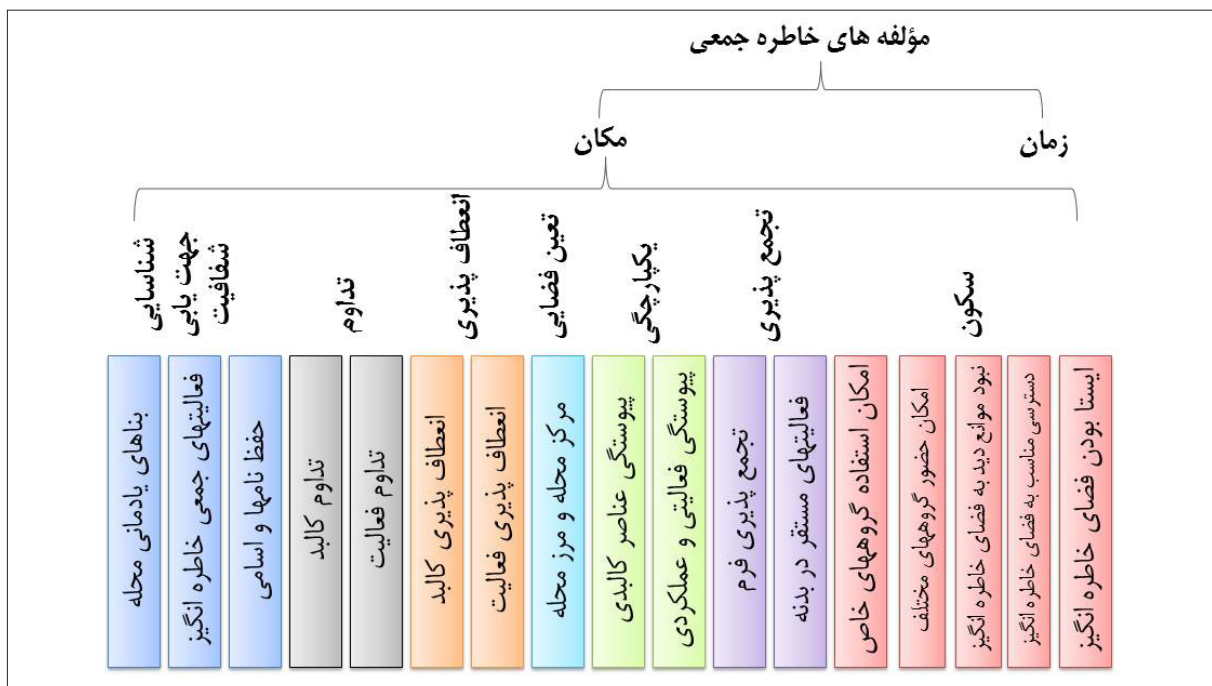 مؤلفه های خاطره جمعی
زمان
مکان
سکون
تجمع پذیری
یکپارچگی
تعین فضایی
انعطاف پذیری
تداوم
شفافیت
جهت یابی
شناسایی
ایستا بودن فضای خاطره انگیز
دسترسی مناسب به فضای خاطره انگیز
نبود موانع دید به فضای خاطره انگیز
امکان حضور گروههای مختلف
امکان استفاده گروههای خاص
فعالیتهای مستقر در بدنه
تجمع پذیری فرم
پیوستگی فعالیتی و عملکردی
پیوستگی عناصر کالبدی
مرکز محله و مرز محله
انعطاف پذیری فعالیت
انعطاف پذیری کالبد
تداوم فعالیت
تداوم کالبد
حفظ نامها و اسامی
فعالیتهای جمعی خاطره انگیز
بناهای یادمانی محله